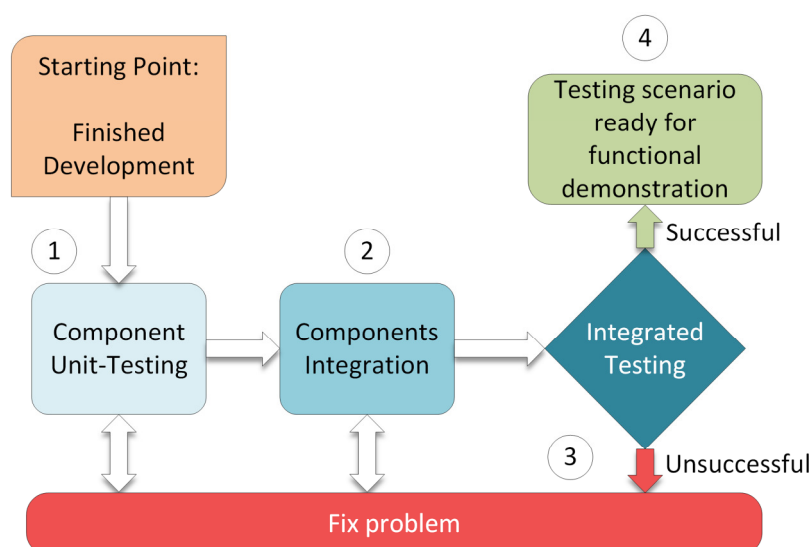 Starting Point:
Finished
Development
4
Testing scenario
ready for
functional
demonstration
Successful
1
Component
Unit-Testing
2
Components
Integration
Integrated
Testing
3
Unsuccessful
Fix problem